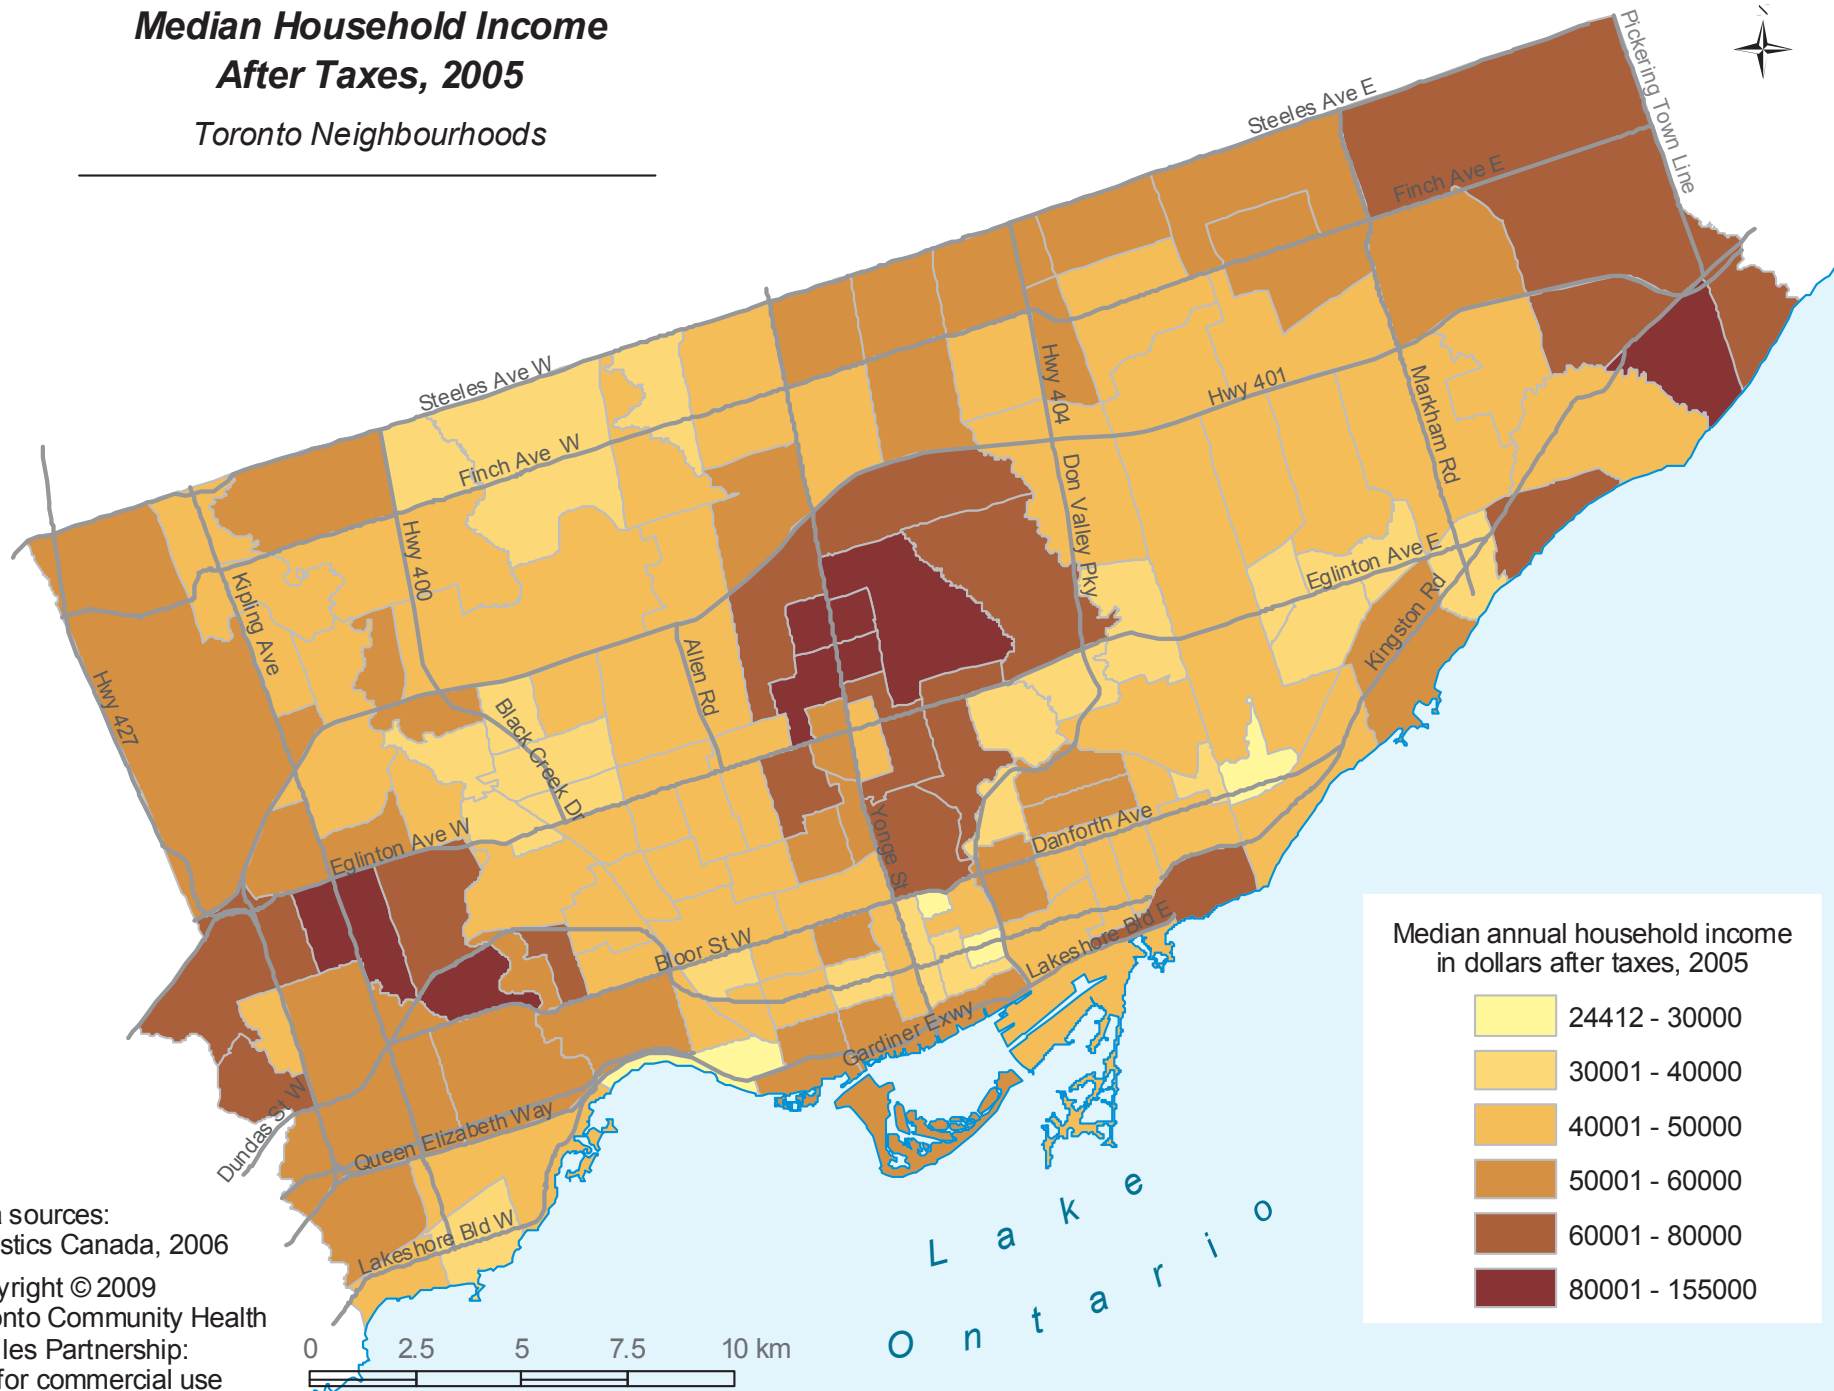 Median Household Income
After Taxes, 2005
Toronto Neighbourhoods
N
Pickering Town Line
Steeles Ave E
Finch Ave E
Hwy 404
Hwy 401
Markham Rd
Steeles Ave W
Finch Ave W
Hwy 400
Kipling Ave
Don Valley Pky
Eglinton Ave E
Kingston Rd
Hwy 427
Allen Rd
Black Creek Dr
Eglinton Ave W
Yonge St
Danforth Ave
Bloor St W
Lakeshore Bld E
Gardiner Exwy
Dundas St W
Queen Elizabeth Way
Lakeshore Bld W
Lake
Ontario
Median annual household income
in dollars after taxes, 2005
24412 - 30000
30001 - 40000
40001 - 50000
50001 - 60000
60001 - 80000
80001 - 155000
sources:
stics Canada, 2006
yright © 2009
onto Community Health
les Partnership:
for commercial use
0 2.5 5 7.5 10 km